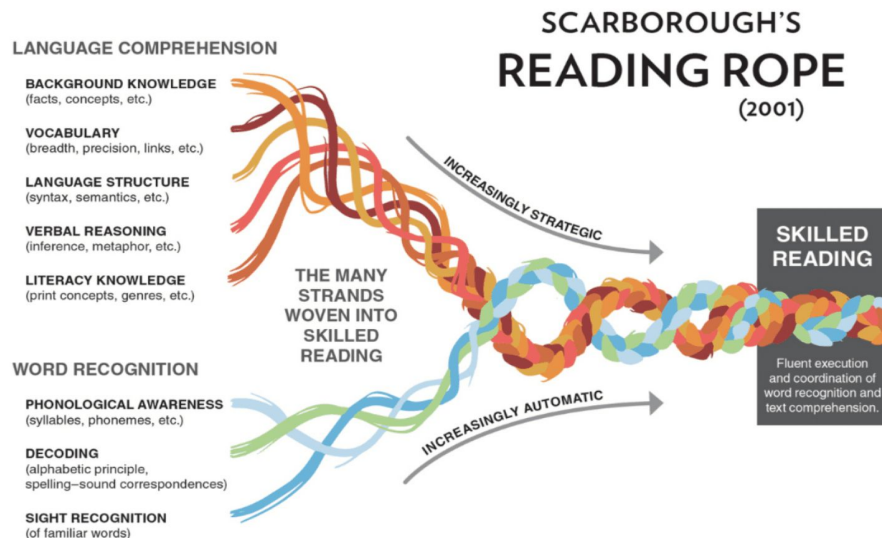 SCARBOROUGH'S
READING ROPE
(2001)
LANGUAGE COMPREHENSION
BACKGROUND KNOWLEDGE
(facts, concepts, etc.)
VOCABULARY
(breadth, precision, links, etc.)
LANGUAGE STRUCTURE
(syntax, semantics, etc.)
VERBAL REASONING
(inference, metaphor, etc.)
LITERACY KNOWLEDGE
(print concepts, genres, etc.)
WORD RECOGNITION
PHONOLOGICAL AWARENESS
(syllables, phonemes, etc.)
DECODING
(alphabetic principle,
spelling–sound correspondences)
SIGHT RECOGNITION
(of familiar words)
THE MANY
STRANDS
WOVEN INTO
SKILLED
READING
INCREASINGLY STRATEGIC
INCREASINGLY AUTOMATIC
SKILLED
READING
Fluent execution
and coordination of
word recognition and
text comprehension.